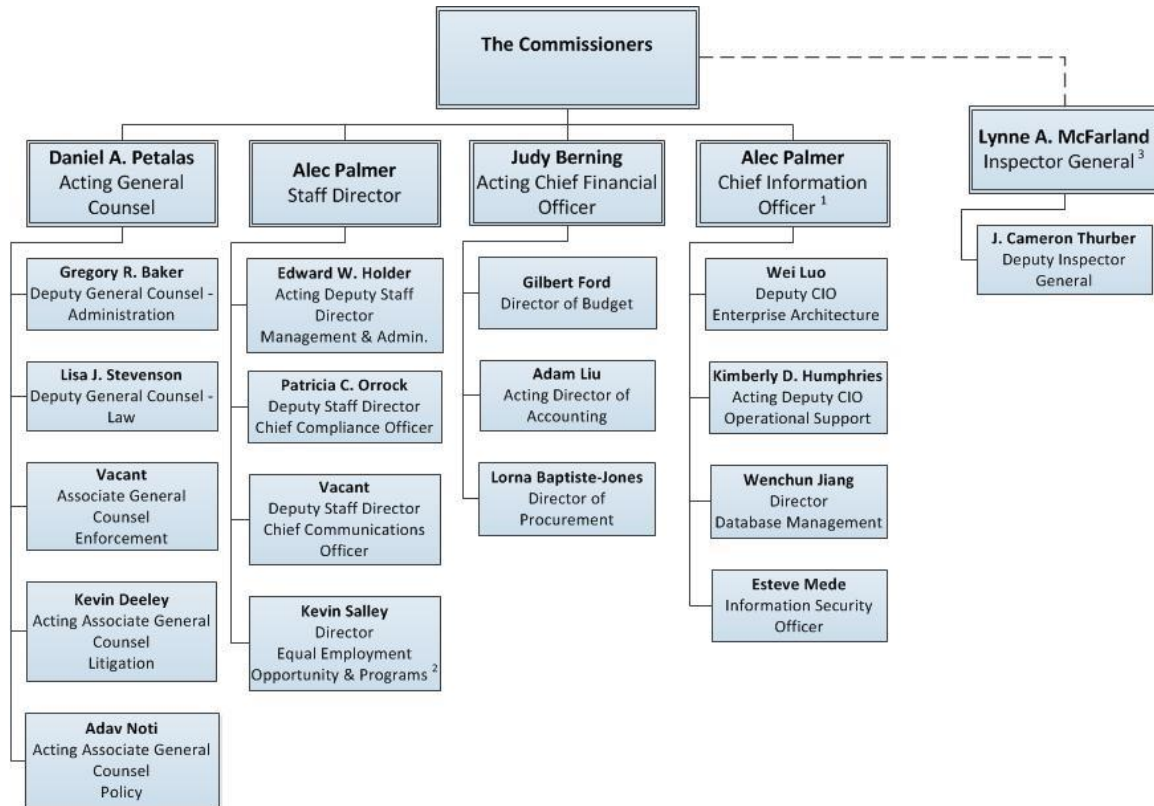 The Commissioners
Daniel A. Petalas
Acting General
Counsel
Alec Palmer
Staff Director
Judy Berning
Acting Chief Financial
Officer
Alec Palmer
Chief Information
Officer 1
Lynne A. McFarland
Inspector General 3
Gregory R. Baker
Deputy General Counsel -
Administration
Lisa J. Stevenson
Deputy General Counsel -
Law
Vacant
Associate General
Counsel
Enforcement
Kevin Deeley
Acting Associate General
Counsel
Litigation
Adav Noti
Acting Associate General
Counsel
Policy
Edward W. Holder
Acting Deputy Staff
Director
Management & Admin.
Patricia C. Orrock
Deputy Staff Director
Chief Compliance Officer
Vacant
Deputy Staff Director
Chief Communications
Officer
Kevin Salley
Director
Equal Employment
Opportunity & Programs 2
Gilbert Ford
Director of Budget
Adam Liu
Acting Director of
Accounting
Lorna Baptiste-Jones
Director of
Procurement
Wei Luo
Deputy CIO
Enterprise Architecture
Kimberly D. Humphries
Acting Deputy CIO
Operational Support
Wenchun Jiang
Director
Database Management
Esteve Mede
Information Security
Officer
J. Cameron Thurber
Deputy Inspector
General